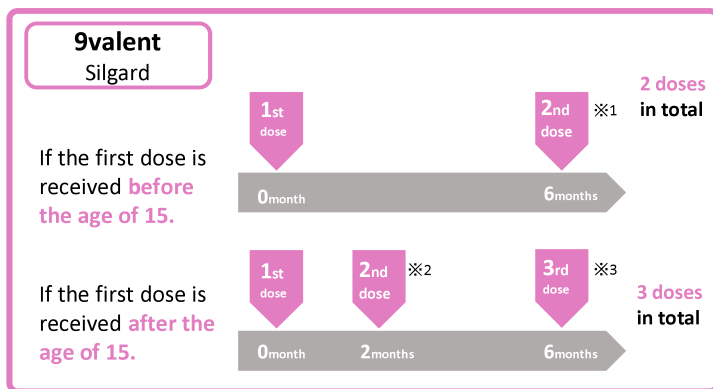 9valent
Silgard
If the first dose is
received before
the age of 15.
1st
dose
2nd
dose
※1
2 doses
in total
0month
6months
If the first dose is
received after the
age of 15.
1st
dose
2nd
dose
※2
3rd
dose
※3
3 doses
in total
0month
2months
6months